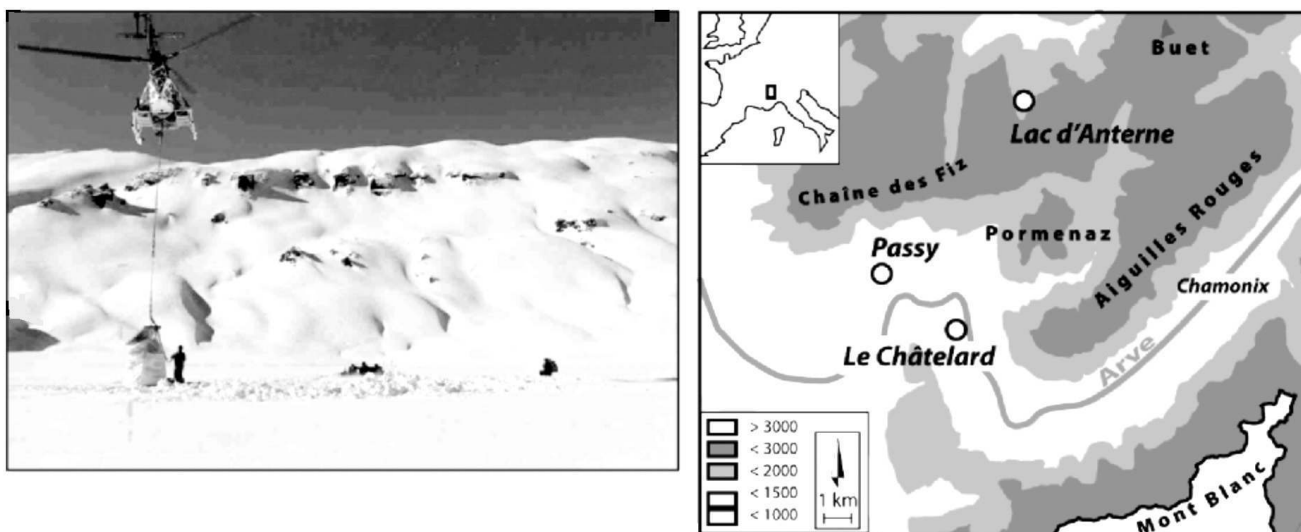 Buet
Lac d'Anterne
Chaîne des Fiz
Aiguilles Rouges
Pormenaz
Passy
Chamonix
Le Châtelard
Arve
> 3000
< 3000
< 2000
< 1500
< 1000
1 km
Mont Blanc